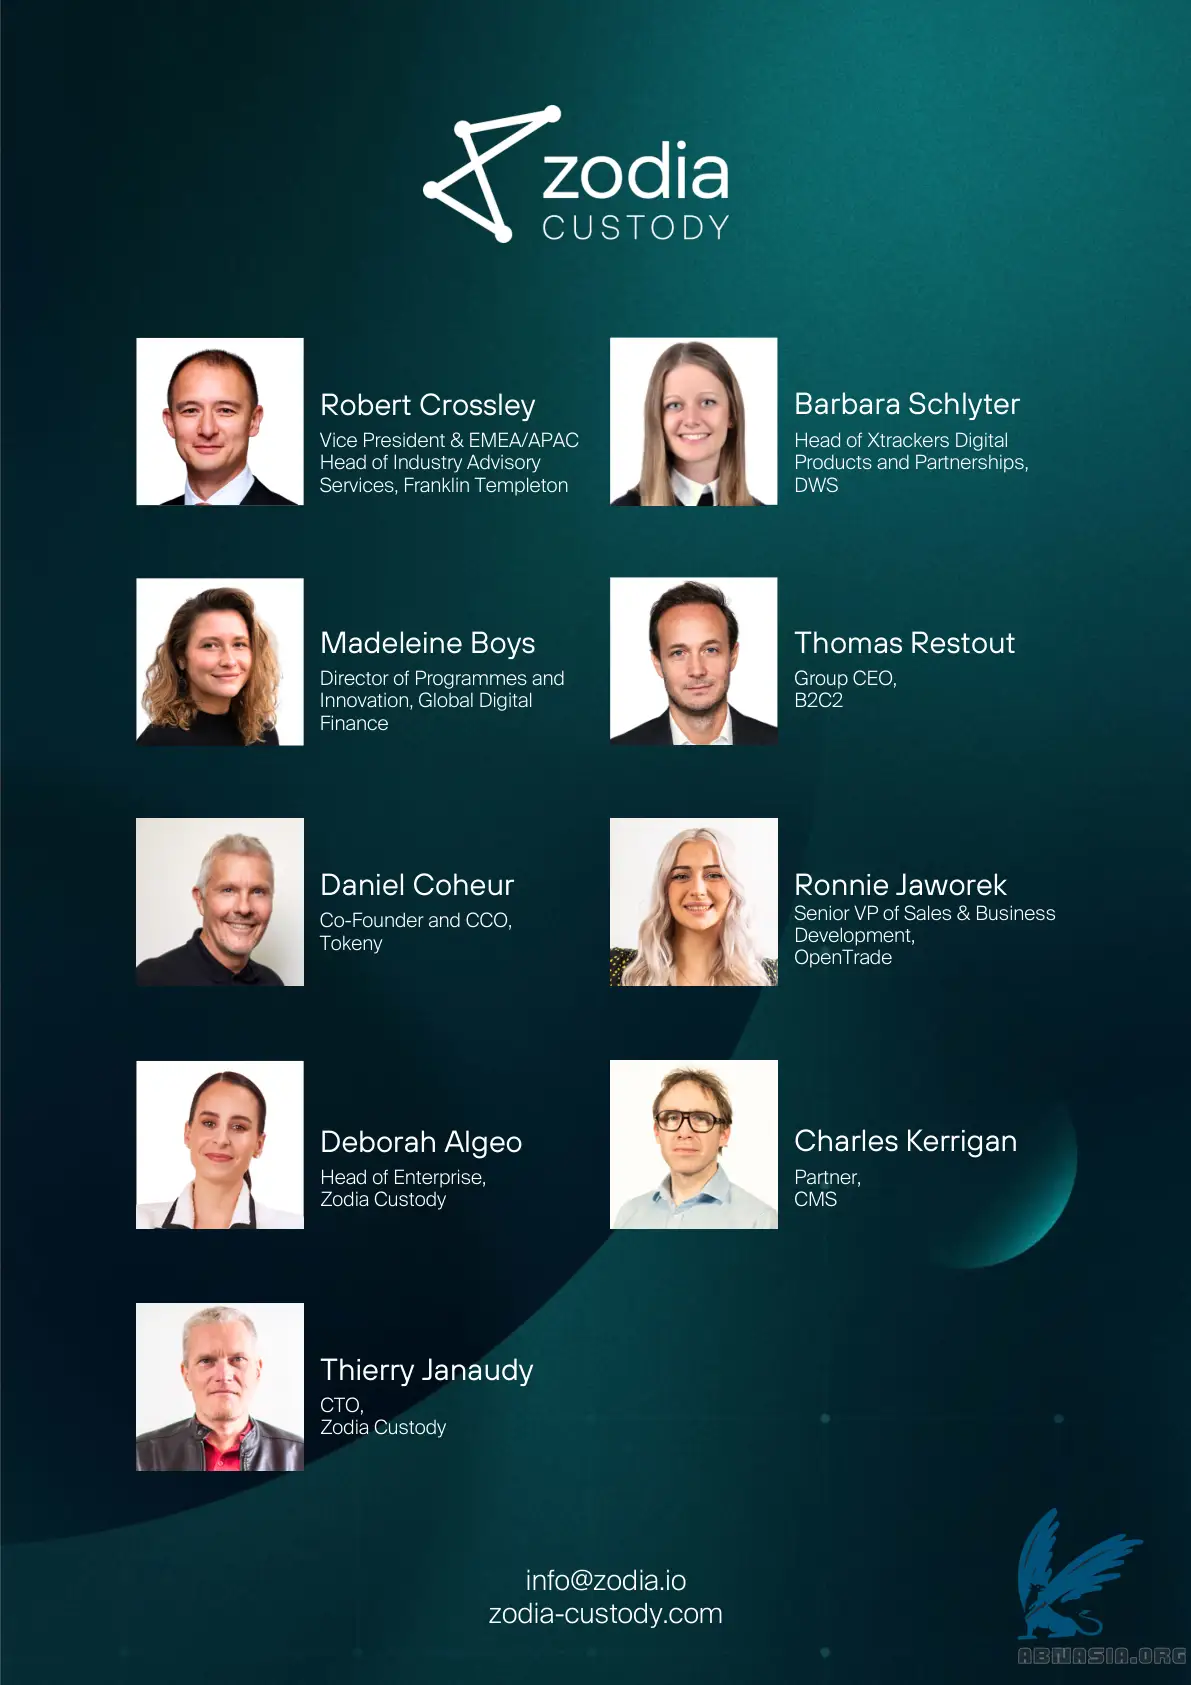 zodia
CUSTODY
Robert Crossley
Vice President & EMEA/APAC
Head of Industry Advisory
Services, Franklin Templeton
Barbara Schlyter
Head of Xtrackers Digital
Products and Partnerships,
DWS
Madeleine Boys
Director of Programmes and
Innovation, Global Digital
Finance
Thomas Restout
Group CEO,
B2C2
Daniel Coheur
Co-Founder and CCO,
Tokeny
Ronnie Jaworek
Senior VP of Sales & Business
Development,
OpenTrade
Deborah Algeo
Head of Enterprise,
Zodia Custody
Charles Kerrigan
Partner,
CMS
Thierry Janaudy
CTO,
Zodia Custody
info@zodia.io
zodia-custody.com
ABNASIA.ORG